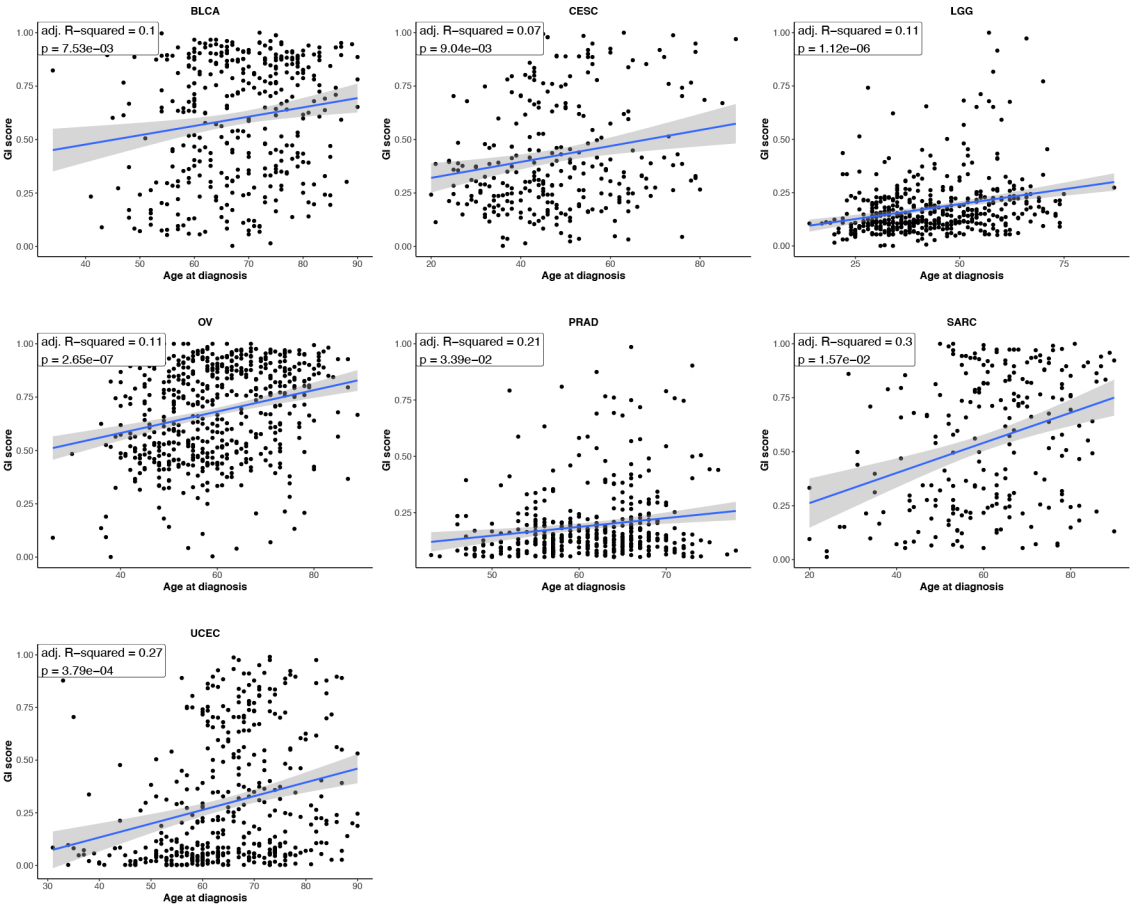 BLCA
adj. R-squared = 0.1
p = 7.53e-03
1.00
0.75
0.50
0.25
0.00
GI score
40 50 60 70 80 90
Age at diagnosis
CESC
adj. R-squared = 0.07
p = 9.04e-03
1.00
0.75
0.50
0.25
0.00
GI score
20 40 60 80
Age at diagnosis
LGG
adj. R-squared = 0.11
p = 1.12e-06
1.00
0.75
0.50
0.25
0.00
GI score
25 50 75
Age at diagnosis
OV
adj. R-squared = 0.11
p = 2.65e-07
1.00
0.75
0.50
0.25
0.00
GI score
40 60 80
Age at diagnosis
PRAD
adj. R-squared = 0.21
p = 3.39e-02
1.00
0.75
0.50
0.25
GI score
50 60 70
Age at diagnosis
SARC
adj. R-squared = 0.3
p = 1.57e-02
1.00
0.75
0.50
0.25
0.00
GI score
20 40 60 80
Age at diagnosis
UCEC
adj. R-squared = 0.27
p = 3.79e-04
1.00
0.75
0.50
0.25
0.00
GI score
30 40 50 60 70 80 90
Age at diagnosis